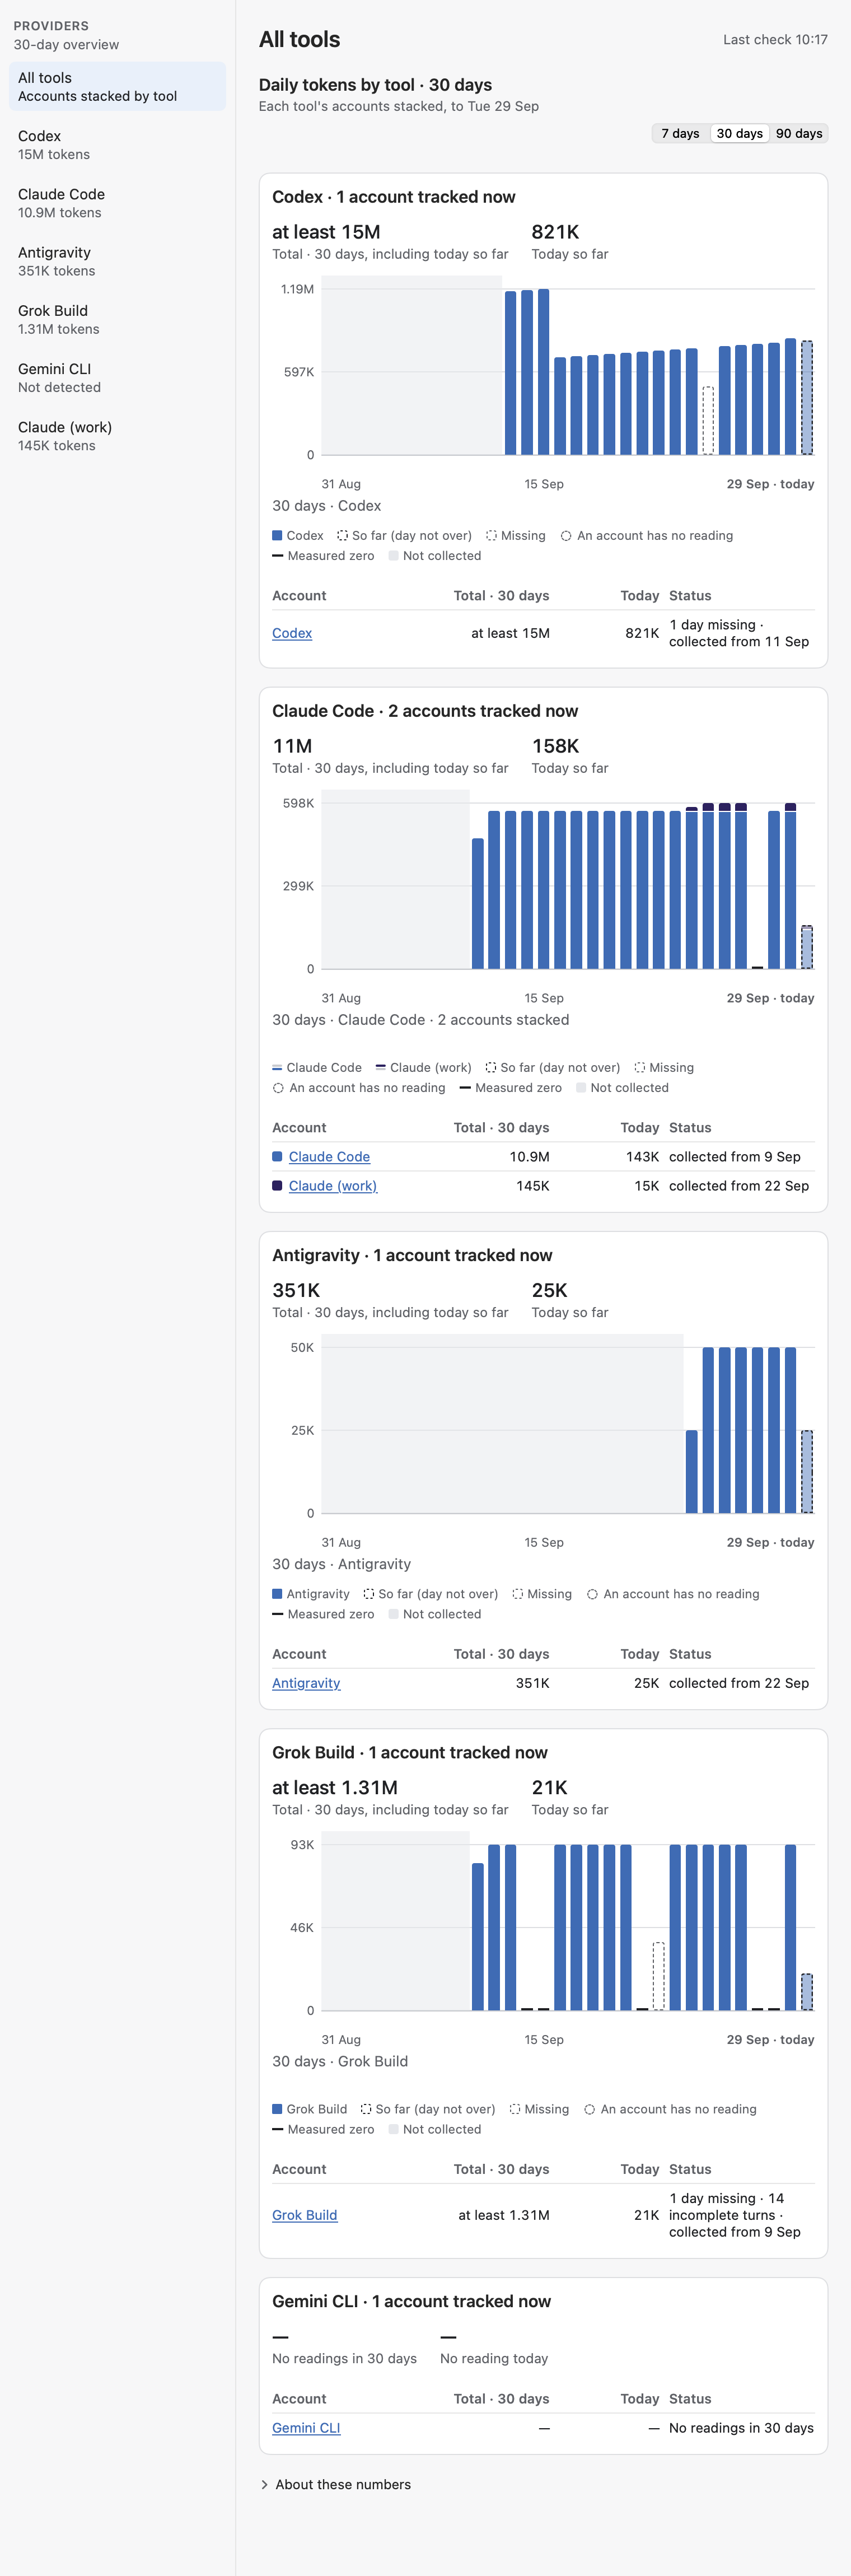 PROVIDERS
30-day overview
All tools
Accounts stacked by tool
Codex
15M tokens
Claude Code
10.9M tokens
Antigravity
351K tokens
Grok Build
1.31M tokens
Gemini CLI
Not detected
Claude (work)
145K tokens
All tools
Last check 10:17
Daily tokens by tool · 30 days
Each tool's accounts stacked, to Tue 29 Sep
7 days 30 days 90 days
Codex · 1 account tracked now
at least 15M 821K
Total · 30 days, including today so far Today so far
1.19M
597K
0
31 Aug 15 Sep 29 Sep · today
30 days · Codex
Codex So far (day not over) Missing An account has no reading
Measured zero Not collected
Account Total · 30 days Today Status
Codex at least 15M 821K 1 day missing ·
collected from 11 Sep
Claude Code · 2 accounts tracked now
11M 158K
Total · 30 days, including today so far Today so far
598K
299K
0
31 Aug 15 Sep 29 Sep · today
30 days · Claude Code · 2 accounts stacked
Claude Code Claude (work) So far (day not over) Missing
An account has no reading Measured zero Not collected
Account Total · 30 days Today Status
Claude Code 10.9M 143K collected from 9 Sep
Claude (work) 145K 15K collected from 22 Sep
Antigravity · 1 account tracked now
351K 25K
Total · 30 days, including today so far Today so far
50K
25K
0
31 Aug 15 Sep 29 Sep · today
30 days · Antigravity
Antigravity So far (day not over) Missing An account has no reading
Measured zero Not collected
Account Total · 30 days Today Status
Antigravity 351K 25K collected from 22 Sep
Grok Build · 1 account tracked now
at least 1.31M 21K
Total · 30 days, including today so far Today so far
93K
46K
0
31 Aug 15 Sep 29 Sep · today
30 days · Grok Build
Grok Build So far (day not over) Missing An account has no reading
Measured zero Not collected
Account Total · 30 days Today Status
Grok Build at least 1.31M 21K 1 day missing · 14
incomplete turns ·
collected from 9 Sep
Gemini CLI · 1 account tracked now
— —
No readings in 30 days No reading today
Account Total · 30 days Today Status
Gemini CLI — — No readings in 30 days
About these numbers